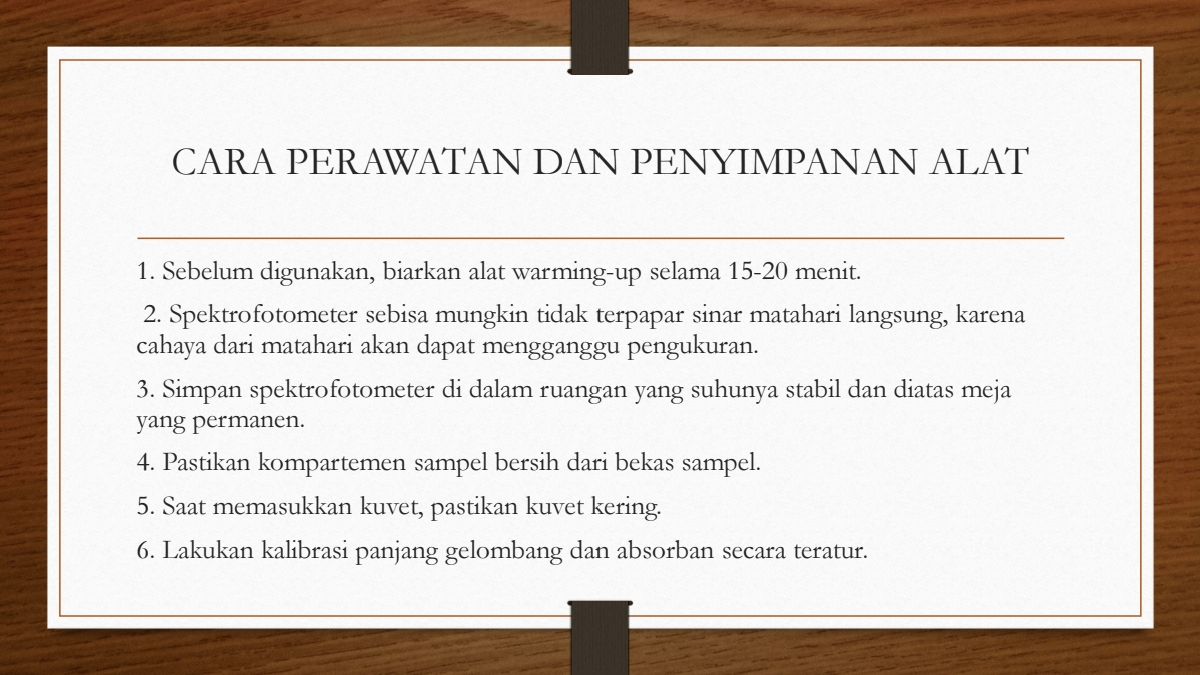 CARA PERAWATAN DAN PENYIMPANAN ALAT
1. Sebelum digunakan, biarkan alat warming-up selama 15-20 menit.
2. Spektrofotometer sebisa mungkin tidak terpapar sinar matahari langsung, karena
cahaya dari matahari akan dapat mengganggu pengukuran.
3. Simpan spektrofotometer di dalam ruangan yang suhunya stabil dan diatas meja
yang permanen.
4. Pastikan kompartemen sampel bersih dari bekas sampel.
5. Saat memasukkan kuvet, pastikan kuvet kering.
6. Lakukan kalibrasi panjang gelombang dan absorban secara teratur.